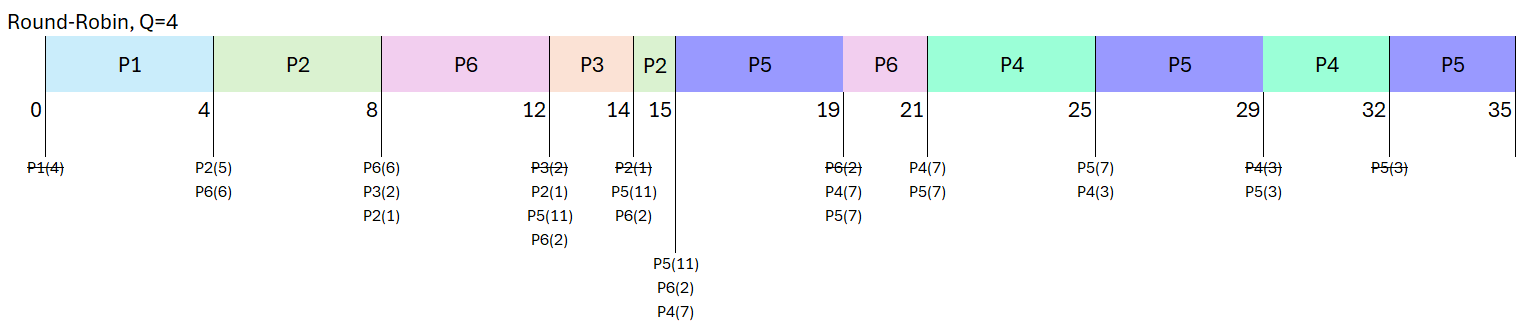 Round-Robin, Q=4
P1 P2 P6 P3 P2 P5 P6 P4 P5 P4 P5
0 4 8 12 14 15 19 21 25 29 32 35
P1(4) P2(5) P6(6) P3(2) P2(1) P6(2) P4(7) P5(7) P4(3) P5(3)
P6(6) P3(2) P2(1) P5(11) P4(7) P5(7) P4(3) P5(3)
P2(1) P5(11) P6(2) P5(7)
P6(2)
P5(11)
P6(2)
P4(7)